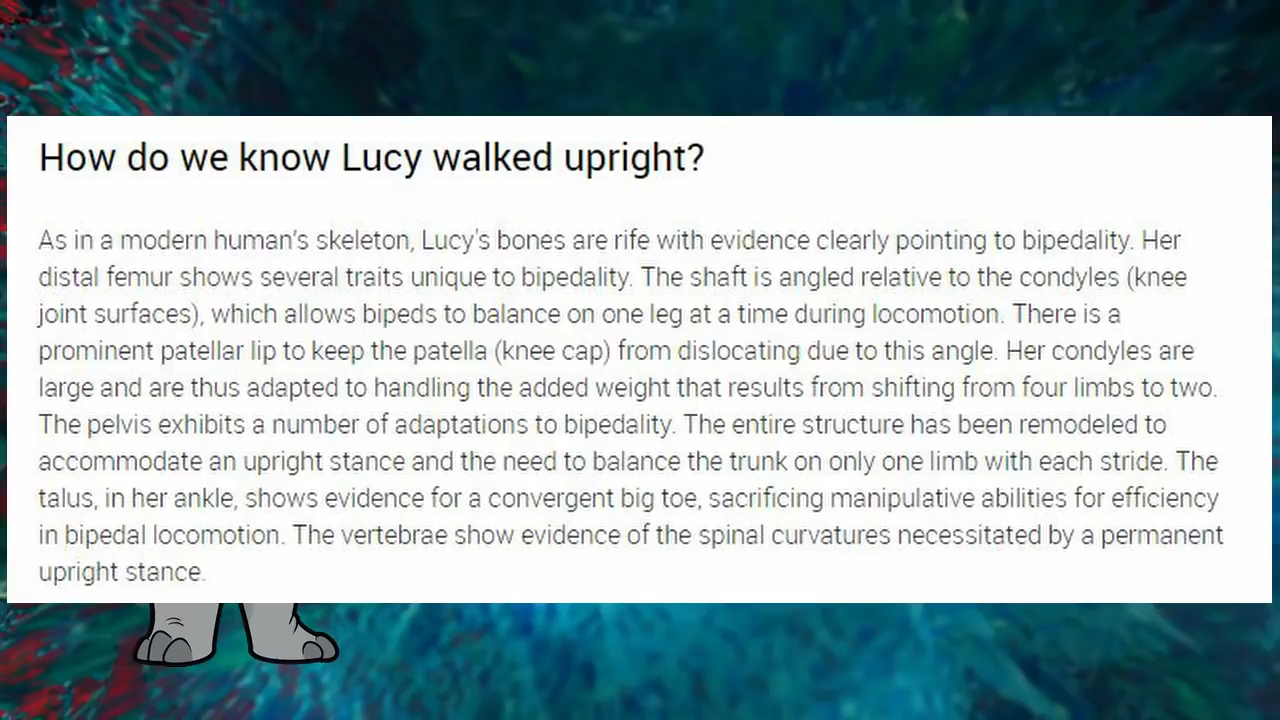 How do we know Lucy walked upright?
As in a modern human's skeleton, Lucy's bones are rife with evidence clearly pointing to bipedality. Her
distal femur shows several traits unique to bipedality. The shaft is angled relative to the condyles (knee
joint surfaces), which allows bipeds to balance on one leg at a time during locomotion. There is a
prominent patellar lip to keep the patella (knee cap) from dislocating due to this angle. Her condyles are
large and are thus adapted to handling the added weight that results from shifting from four limbs to two.
The pelvis exhibits a number of adaptations to bipedality. The entire structure has been remodeled to
accommodate an upright stance and the need to balance the trunk on only one limb with each stride. The
talus, in her ankle, shows evidence for a convergent big toe, sacrificing manipulative abilities for efficiency
in bipedal locomotion. The vertebrae show evidence of the spinal curvatures necessitated by a permanent
upright stance.